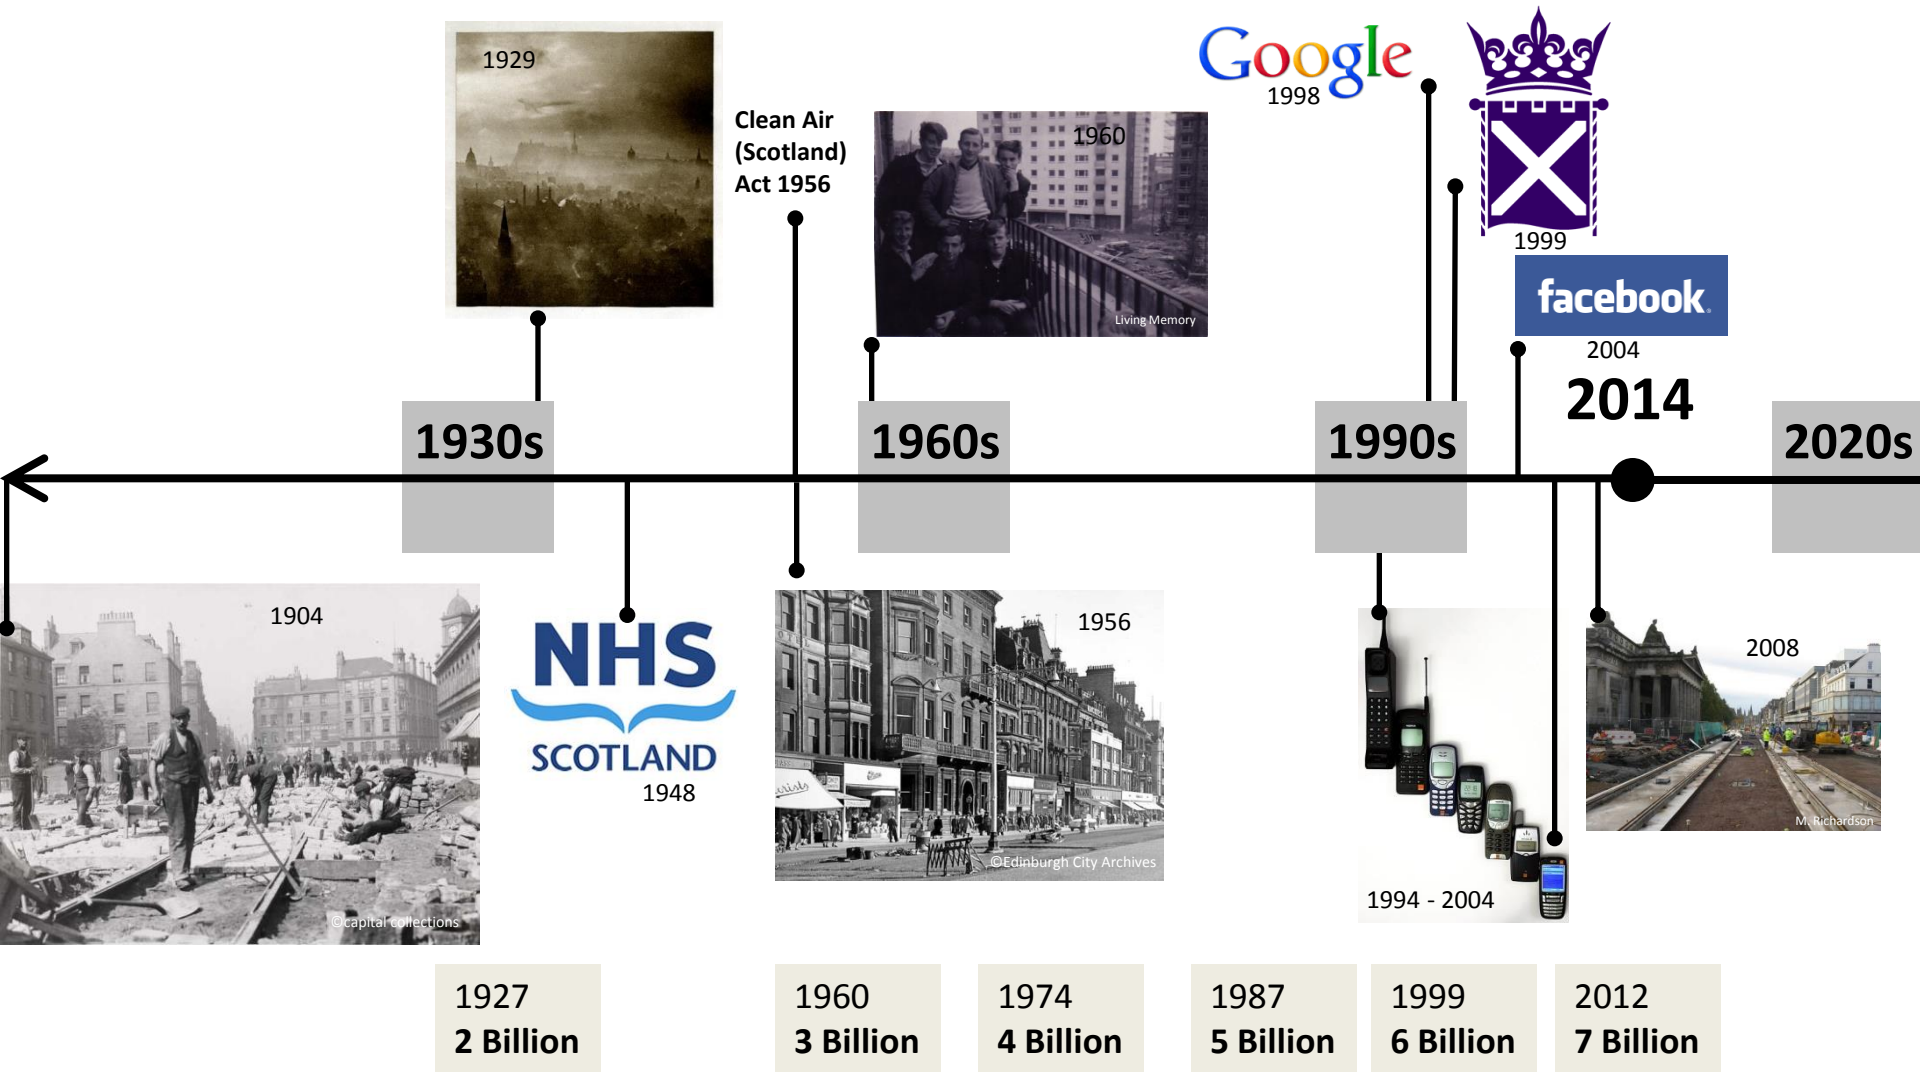 1929
Clean Air
(Scotland)
Act 1956
1960
Living Memory
Google
1998
1999
facebook
2004
2014
1930s
1960s
1990s
2020s
1904
©capital collections
NHS
SCOTLAND
1948
1956
©Edinburgh City Archives
1994 - 2004
2008
M. Richardson
1927
2 Billion
1960
3 Billion
1974
4 Billion
1987
5 Billion
1999
6 Billion
2012
7 Billion